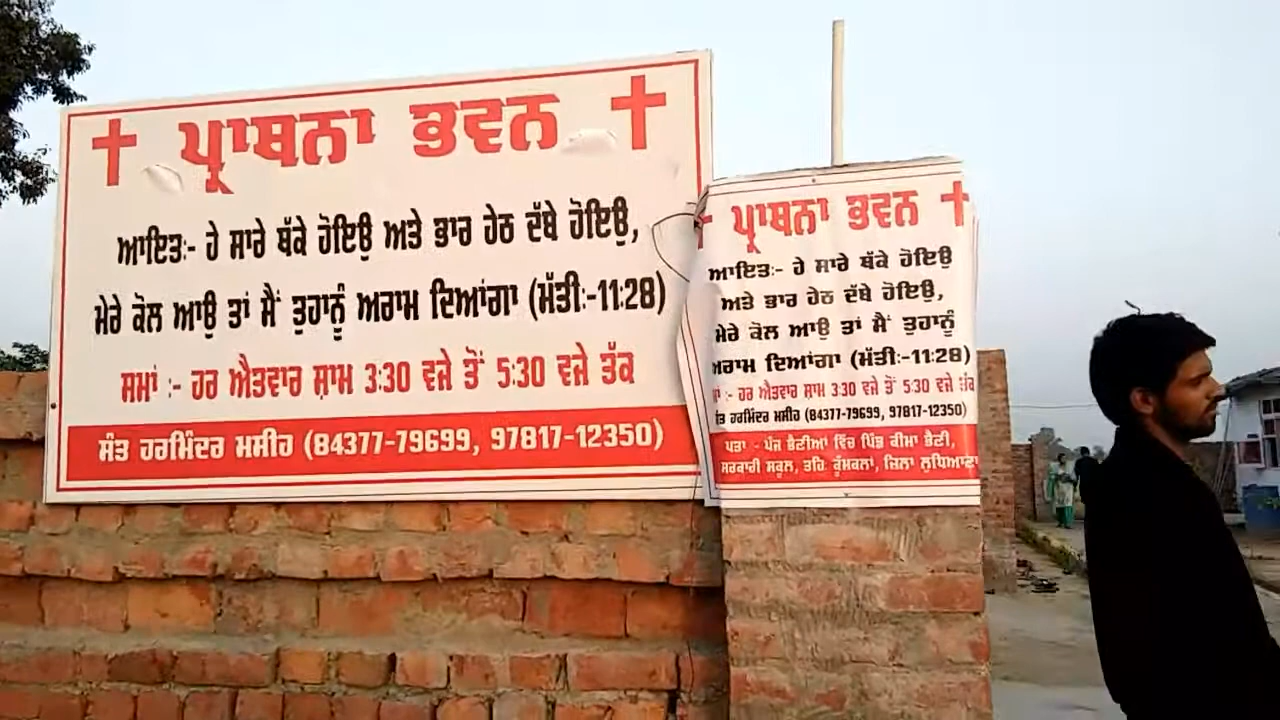 ਪ੍ਰਾਥਨਾ ਭਵਨ
ਆਇਤ:- ਹੇ ਸਾਰੇ ਥੱਕੇ ਹੋਇਉ ਅਤੇ ਭਾਰ ਹੇਠ ਦੱਬੇ ਹੋਇਉ,
ਮੇਰੇ ਕੋਲ ਆਉ ਤਾਂ ਮੈਂ ਤੁਹਾਨੂੰ ਅਰਾਮ ਦਿਆਂਗਾ (ਮੱਤੀ:-11:28)
ਸਮਾਂ :- ਹਰ ਐਤਵਾਰ ਸ਼ਾਮ 3:30 ਵਜੇ ਤੋਂ 5:30 ਵਜੇ ਤੱਕ
ਸੰਤ ਹਰਮਿੰਦਰ ਮਸੀਹ (84377-79699, 97817-12350)
ਪ੍ਰਾਥਨਾ ਭਵਨ
ਆਇਤ:- ਹੇ ਸਾਰੇ ਥੱਕੇ ਹੋਇਉ
ਅਤੇ ਭਾਰ ਹੇਠ ਦੱਬੇ ਹੋਇਉ,
ਮੇਰੇ ਕੋਲ ਆਉ ਤਾਂ ਮੈਂ ਤੁਹਾਨੂੰ
ਅਰਾਮ ਦਿਆਂਗਾ (ਮੱਤੀ:-11:28)
:- ਹਰ ਐਤਵਾਰ ਸ਼ਾਮ 3:30 ਵਜੇ ਤੋਂ 5:30 ਵਜੇ ਤੱਕ
ਸੰਤ ਹਰਮਿੰਦਰ ਮਸੀਹ (84377-79699, 97817-12350)
ਪਤਾ - ਪੰਜ ਭੈਣੀਆਂ ਵਿੱਚ ਪਿੰਡ ਕੀਮਾ ਭੈਣੀ,
ਸਰਕਾਰੀ ਸਕੂਲ, ਤਹਿ: ਕੂੰਮਕਲਾਂ, ਜ਼ਿਲਾ ਲੁਧਿਆਣਾ